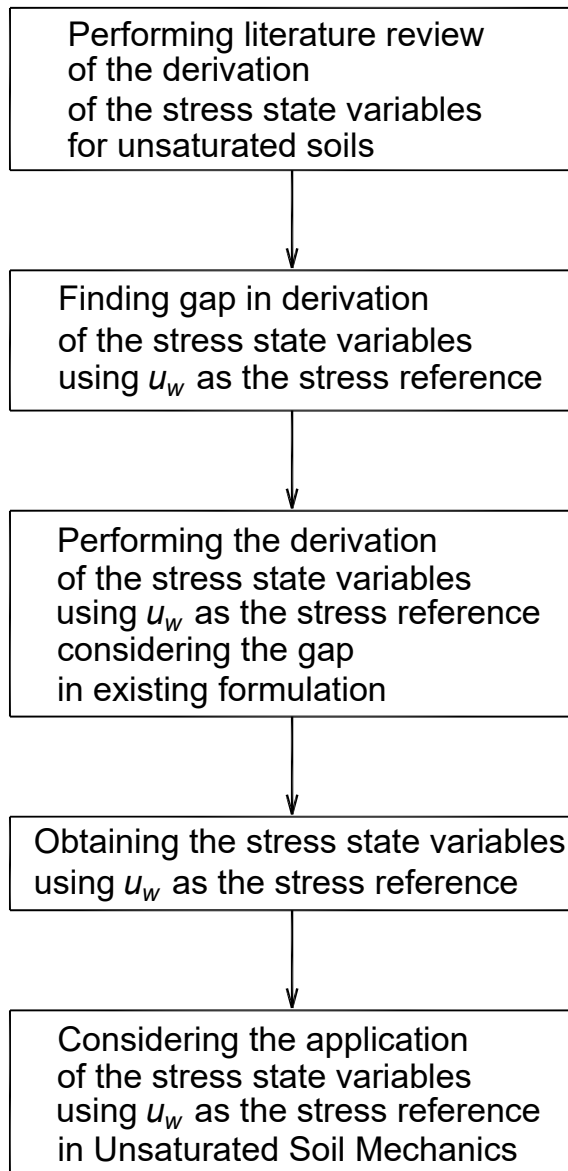 Performing literature review
of the derivation
of the stress state variables
for unsaturated soils
Finding gap in derivation
of the stress state variables
using u_w as the stress reference
Performing the derivation
of the stress state variables
using u_w as the stress reference
considering the gap
in existing formulation
Obtaining the stress state variables
using u_w as the stress reference
Considering the application
of the stress state variables
using u_w as the stress reference
in Unsaturated Soil Mechanics